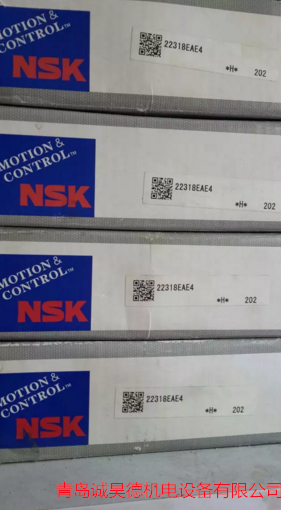 MOTION &
CONTROL™
NSK
22318EAE4
*H* 202
MOTION &
CONTROL™
NSK
22318EAE4
*H* 202
MOTION &
CONTROL™
NSK
22318EAE4
*H* 202
MOTION &
CONTROL™
NSK
22318EAE4
*H* 202
青岛诚昊德机电设备有限公司